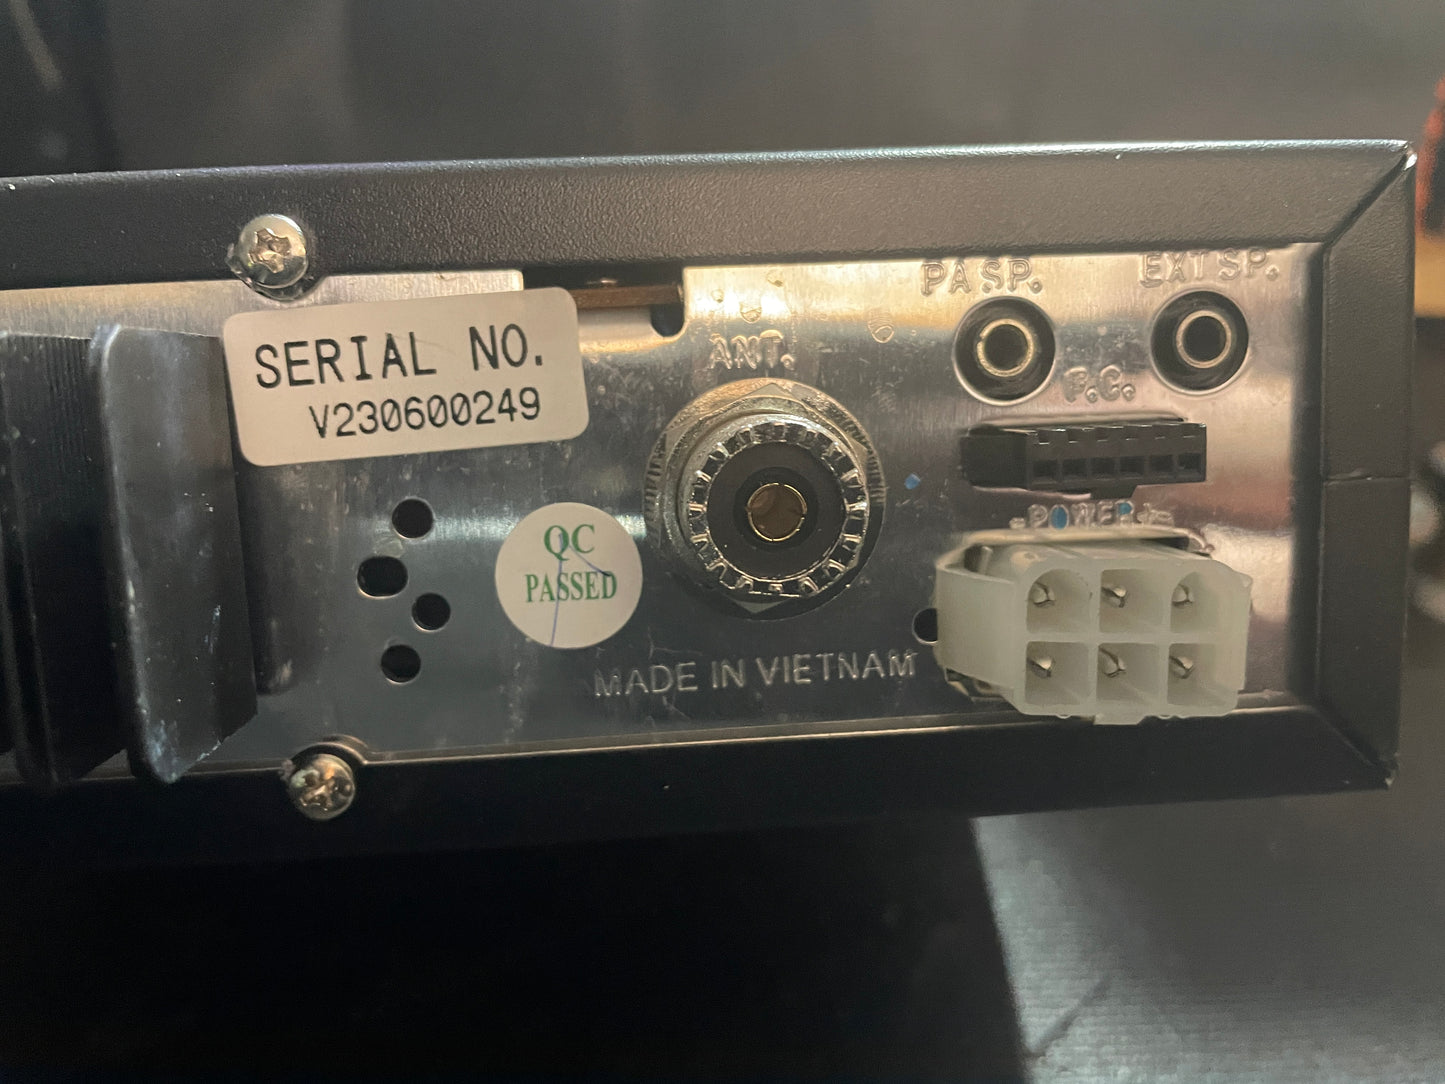 PA SP.
EXT SP.
SERIAL NO.
V230600249
ANT.
F.C.
- POWER +
QC
PASSED
MADE IN VIETNAM